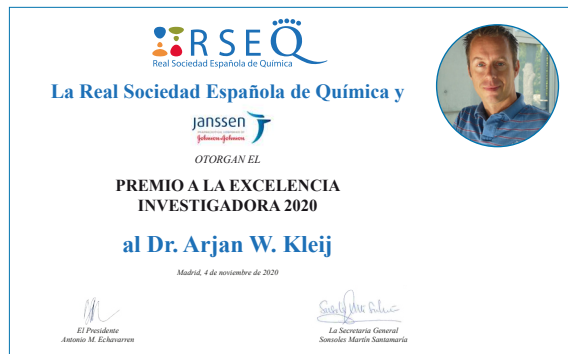 RSEQ
Real Sociedad Española de Química
La Real Sociedad Española de Química y
janssen
Johnson-Johnson
OTORGAN EL
PREMIO A LA EXCELENCIA
INVESTIGADORA 2020
al Dr. Arjan W. Kleij
Madrid, 4 de noviembre de 2020
El Presidente
Antonio M. Echavarren
La Secretaria General
Sonsoles Martín Santamaría